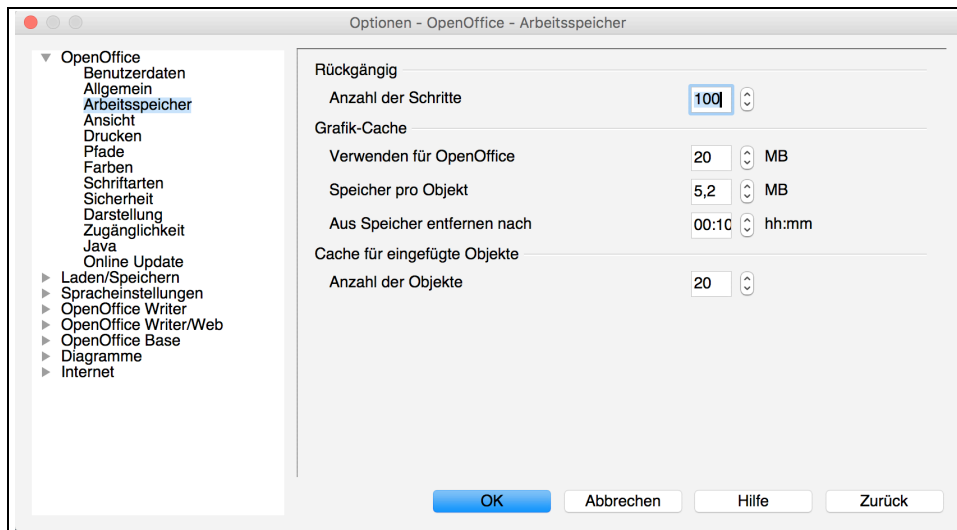 Optionen - OpenOffice - Arbeitsspeicher
OpenOffice
Benutzerdaten
Allgemein
Arbeitsspeicher
Ansicht
Drucken
Pfade
Farben
Schriftarten
Sicherheit
Darstellung
Zugänglichkeit
Java
Online Update
Laden/Speichern
Spracheinstellungen
OpenOffice Writer
OpenOffice Writer/Web
OpenOffice Base
Diagramme
Internet
Rückgängig
Anzahl der Schritte 100
Grafik-Cache
Verwenden für OpenOffice 20 MB
Speicher pro Objekt 5,2 MB
Aus Speicher entfernen nach 00:10 hh:mm
Cache für eingefügte Objekte
Anzahl der Objekte 20
OK Abbrechen Hilfe Zurück